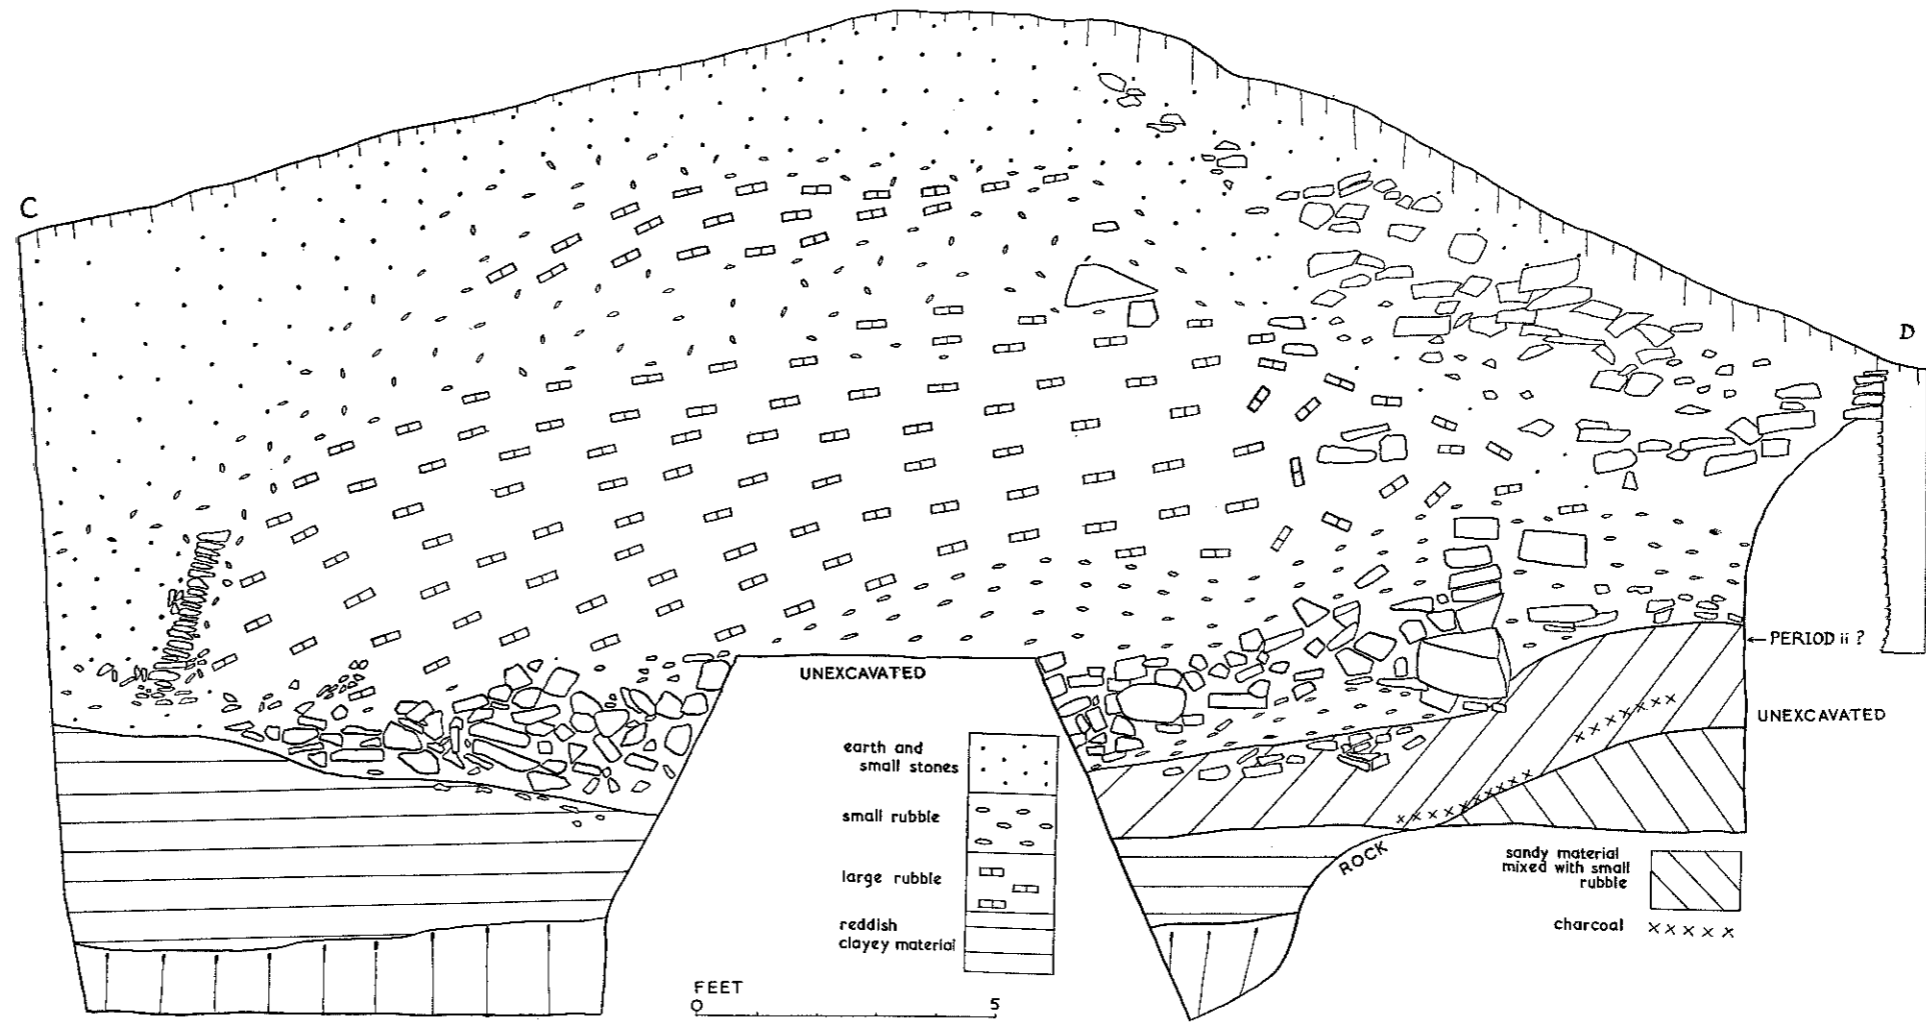 C
D
UNEXCAVATED
← PERIOD ii ?
UNEXCAVATED
earth and
small stones
small rubble
large rubble
reddish
clayey material
ROCK
sandy material
mixed with small
rubble
charcoal
FEET
0 5